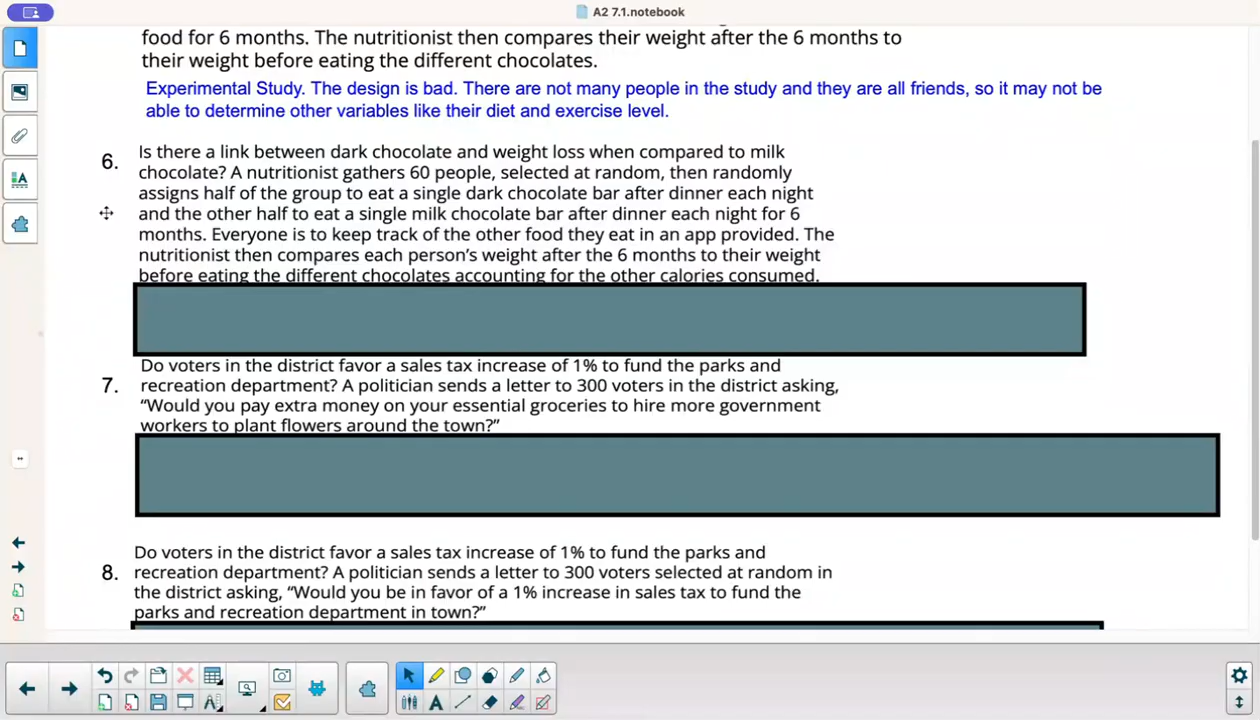 A2 7.1.notebook
food for 6 months. The nutritionist then compares their weight after the 6 months to
their weight before eating the different chocolates.
Experimental Study. The design is bad. There are not many people in the study and they are all friends, so it may not be
able to determine other variables like their diet and exercise level.
6.
Is there a link between dark chocolate and weight loss when compared to milk
chocolate? A nutritionist gathers 60 people, selected at random, then randomly
assigns half of the group to eat a single dark chocolate bar after dinner each night
and the other half to eat a single milk chocolate bar after dinner each night for 6
months. Everyone is to keep track of the other food they eat in an app provided. The
nutritionist then compares each person's weight after the 6 months to their weight
before eating the different chocolates accounting for the other calories consumed.
7.
Do voters in the district favor a sales tax increase of 1% to fund the parks and
recreation department? A politician sends a letter to 300 voters in the district asking,
“Would you pay extra money on your essential groceries to hire more government
workers to plant flowers around the town?”
8.
Do voters in the district favor a sales tax increase of 1% to fund the parks and
recreation department? A politician sends a letter to 300 voters selected at random in
the district asking, “Would you be in favor of a 1% increase in sales tax to fund the
parks and recreation department in town?”